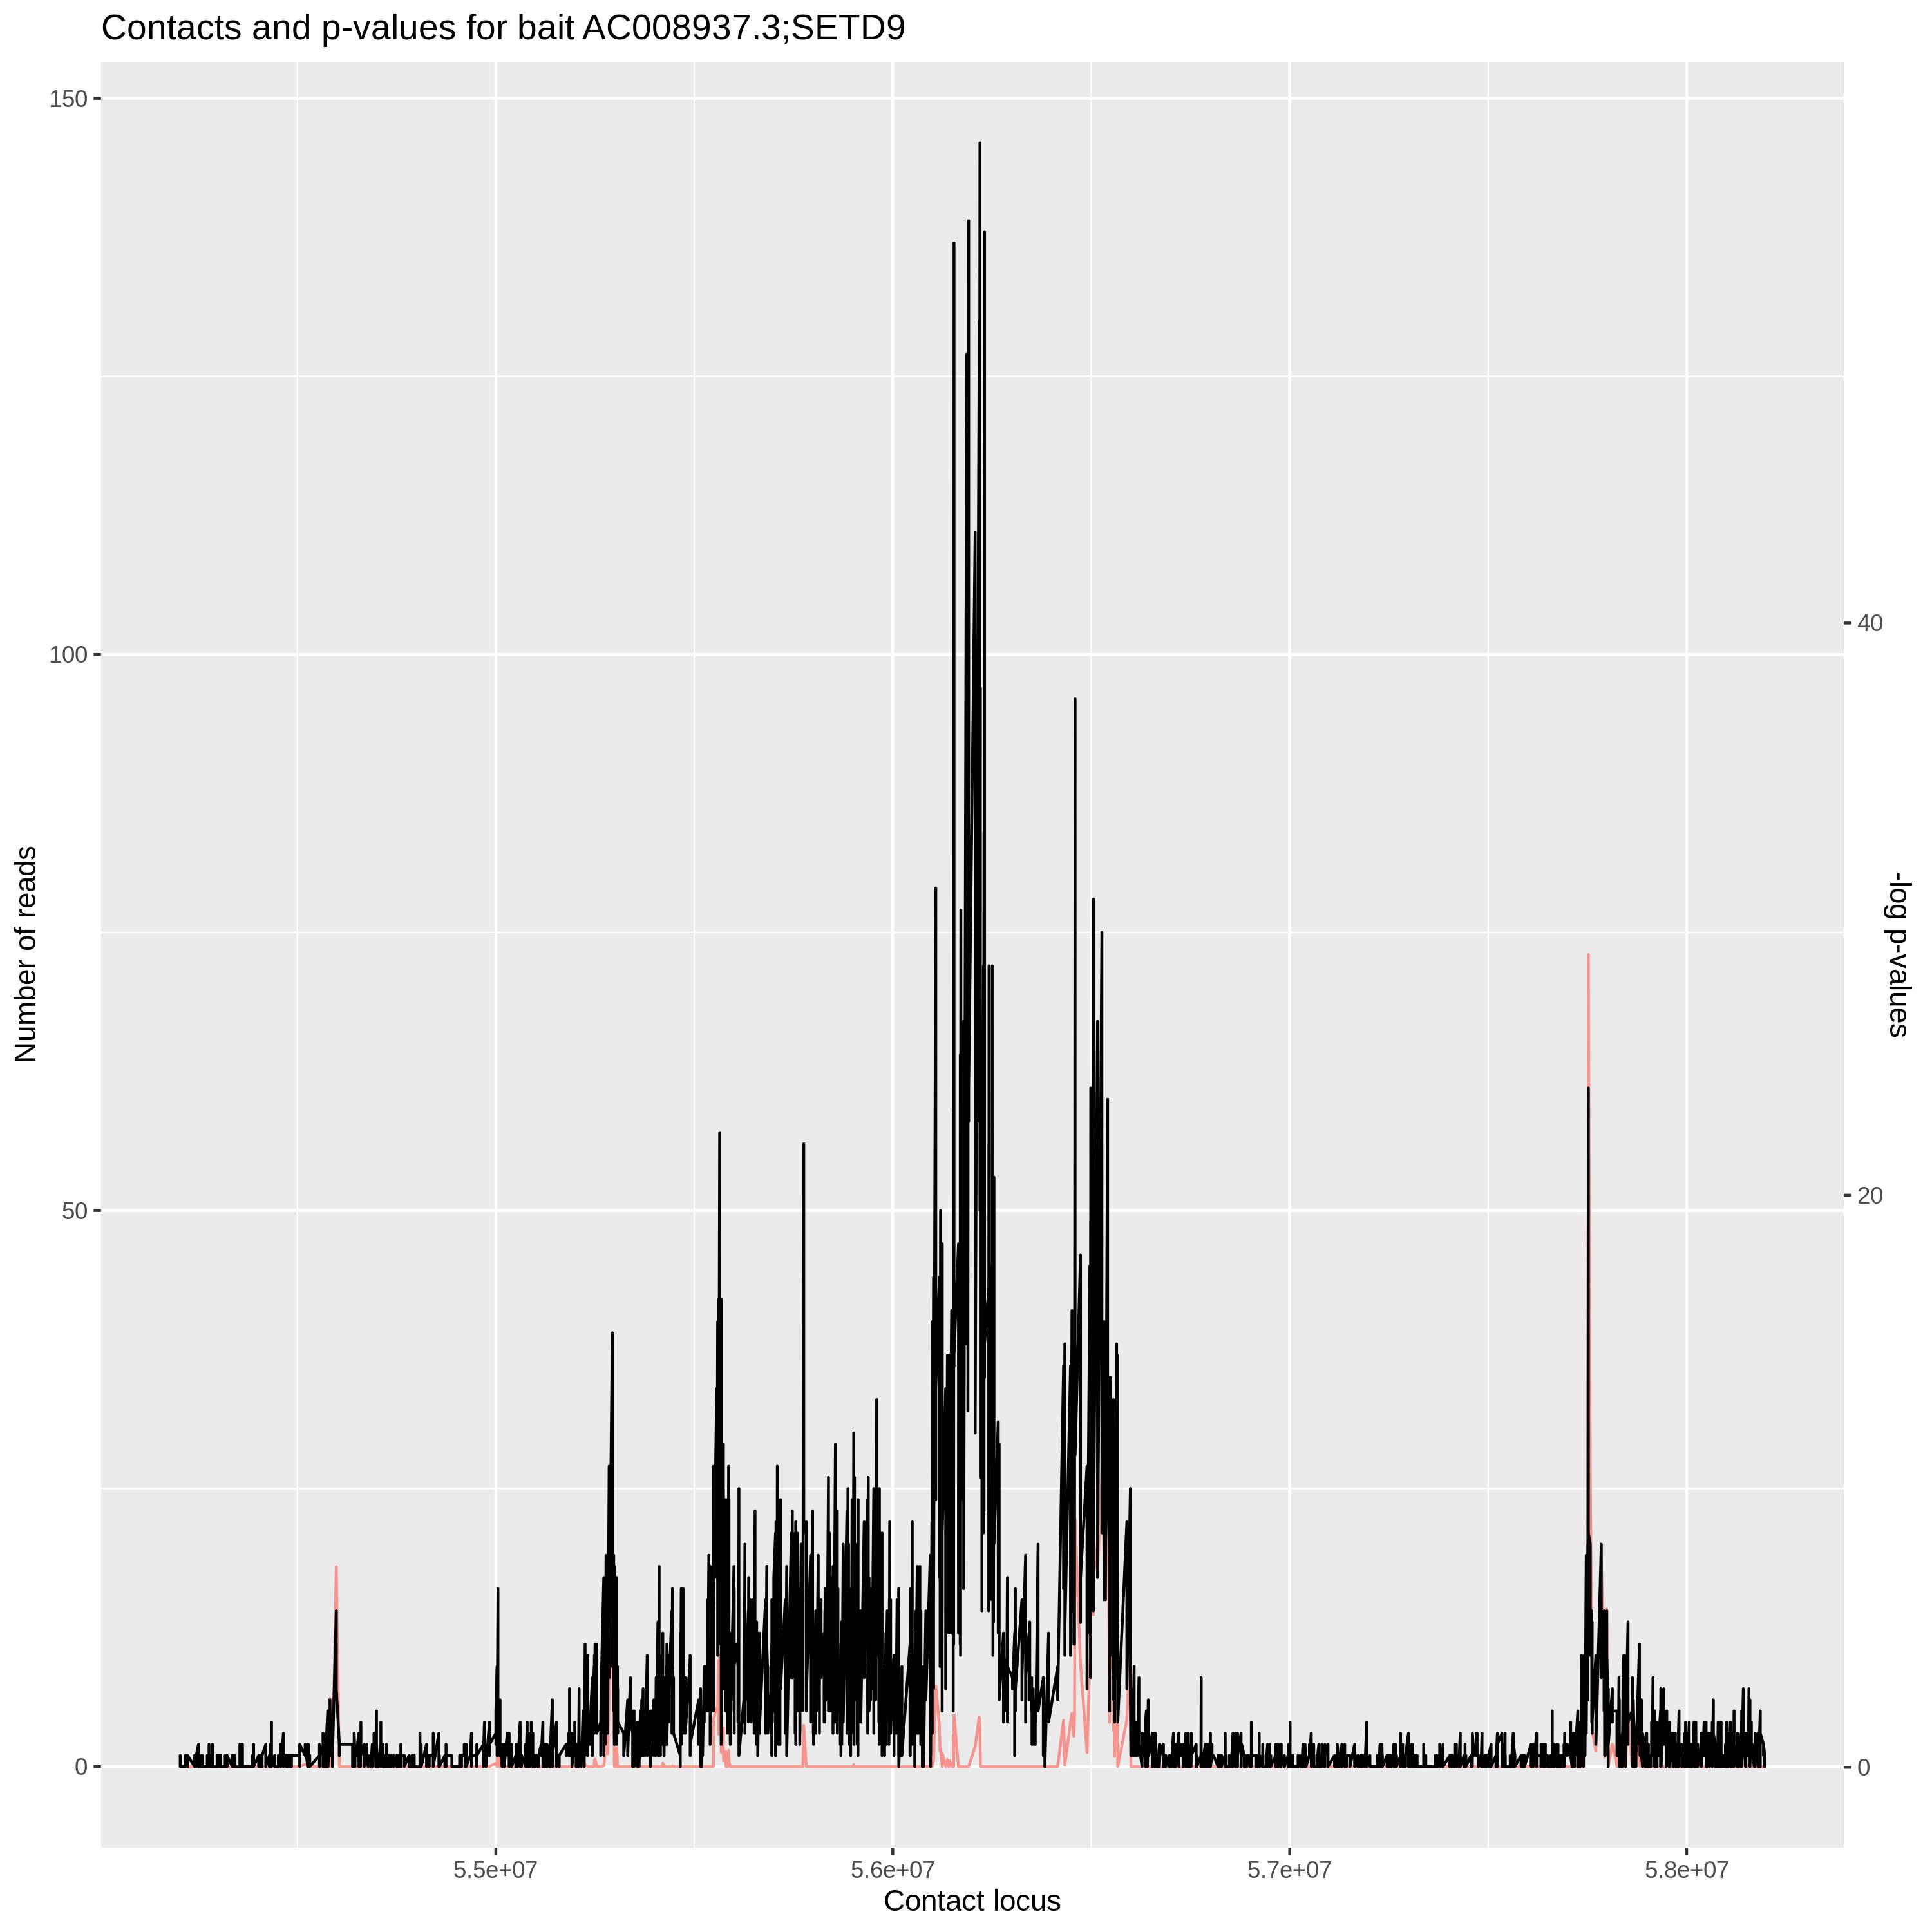 Contacts and p-values for bait AC008937.3;SETD9
150
100
50
0
Number of reads
40
20
0
-log p-values
5.5e+07
5.6e+07
5.7e+07
5.8e+07
Contact locus